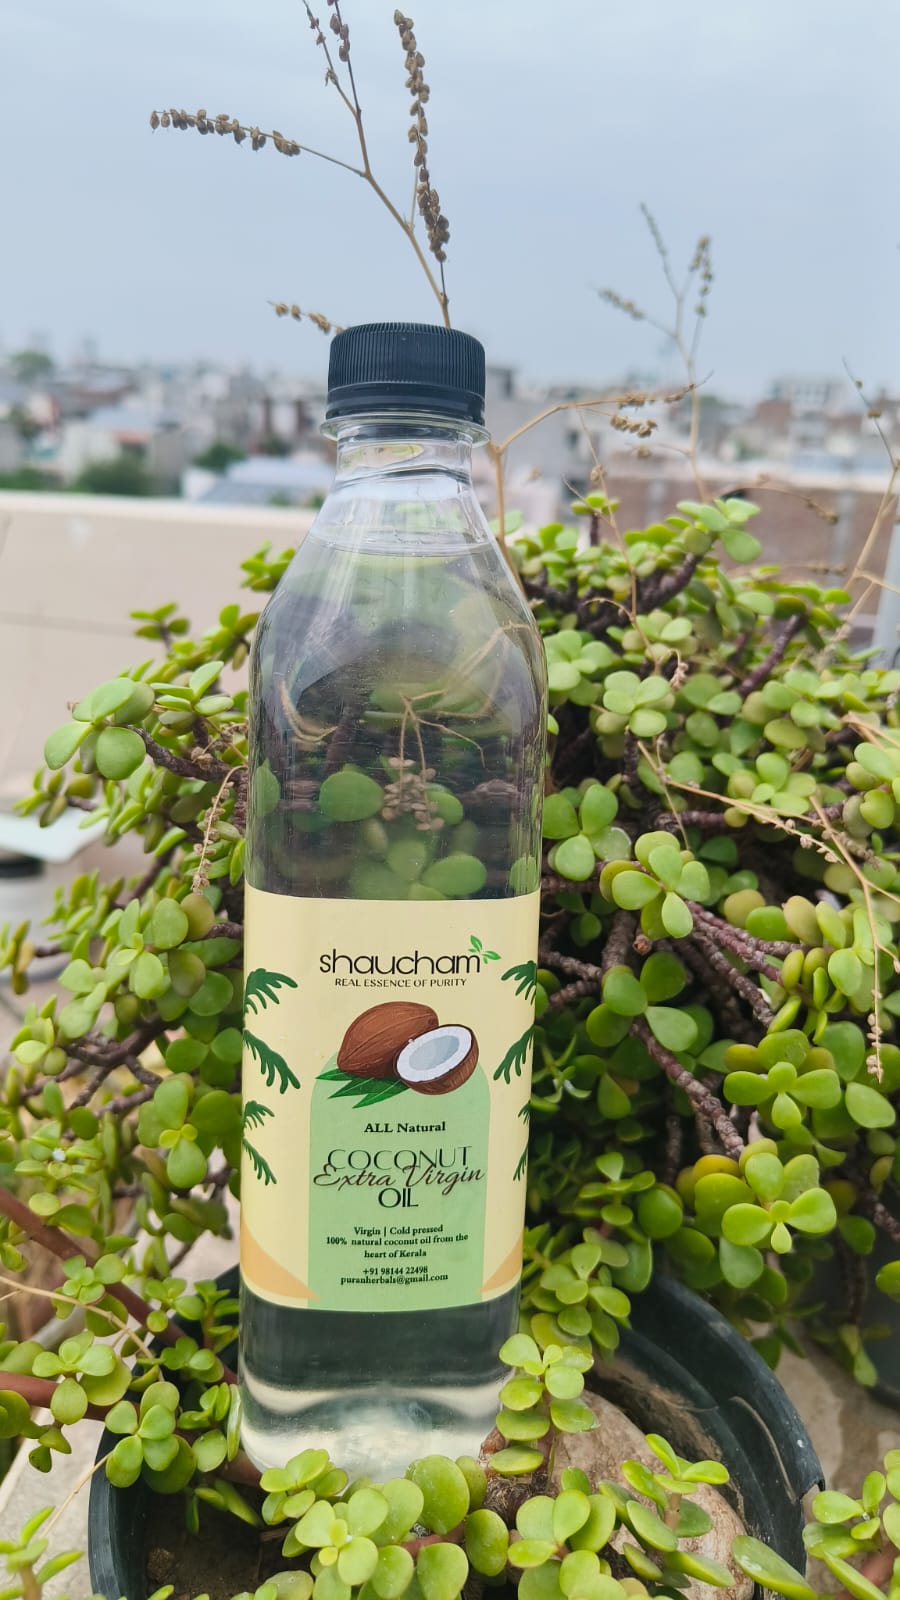 shaucham
REAL ESSENCE OF PURITY
ALL Natural
COCONUT
Extra Virgin
OIL
Virgin | Cold pressed
100% natural coconut oil from the
heart of Kerala
+91 98144 22498
puranherbals@gmail.com